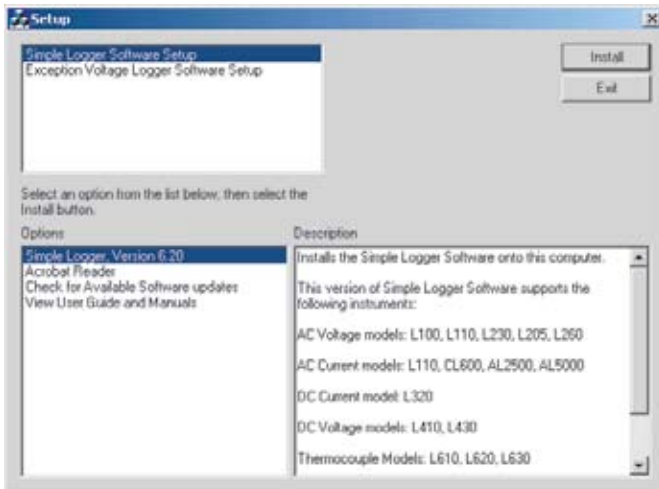 Setup
Simple Logger Software Setup
Exception Voltage Logger Software Setup
Install
Exit
Select an option from the list below, then select the
Install button.
Options
Simple Logger, Version 6.20
Acrobat Reader
Check for Available Software updates
View User Guide and Manuals
Description
Installs the Simple Logger Software onto this computer.
This version of Simple Logger Software supports the
following instruments:
AC Voltage models: L100, L110, L230, L205, L260
AC Current models: L110, CL600, AL2500, AL5000
DC Current model: L320
DC Voltage models: L410, L430
Thermocouple Models: L610, L620, L630